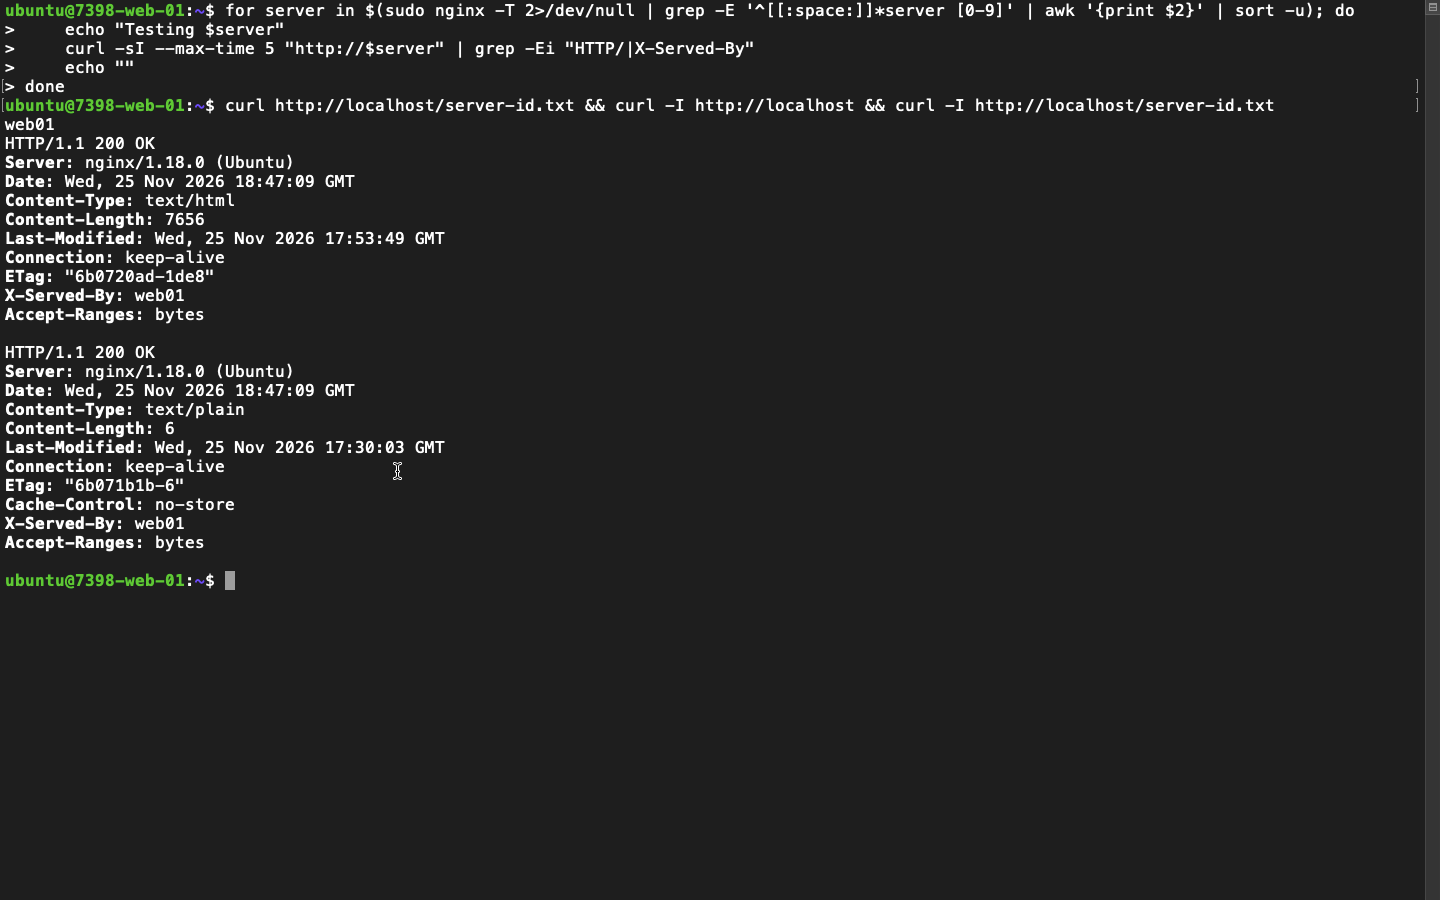 ubuntu@7398-web-01:~$ for server in $(sudo nginx -T 2>/dev/null | grep -E '^[[:space:]]*server [0-9]' | awk '{print $2}' | sort -u); do
>     echo "Testing $server"
>     curl -sI --max-time 5 "http://$server" | grep -Ei "HTTP/|X-Served-By"
>     echo ""
> done
ubuntu@7398-web-01:~$ curl http://localhost/server-id.txt && curl -I http://localhost && curl -I http://localhost/server-id.txt
web01
HTTP/1.1 200 OK
Server: nginx/1.18.0 (Ubuntu)
Date: Wed, 25 Nov 2026 18:47:09 GMT
Content-Type: text/html
Content-Length: 7656
Last-Modified: Wed, 25 Nov 2026 17:53:49 GMT
Connection: keep-alive
ETag: "6b0720ad-1de8"
X-Served-By: web01
Accept-Ranges: bytes

HTTP/1.1 200 OK
Server: nginx/1.18.0 (Ubuntu)
Date: Wed, 25 Nov 2026 18:47:09 GMT
Content-Type: text/plain
Content-Length: 6
Last-Modified: Wed, 25 Nov 2026 17:30:03 GMT
Connection: keep-alive
ETag: "6b071b1b-6"
Cache-Control: no-store
X-Served-By: web01
Accept-Ranges: bytes

ubuntu@7398-web-01:~$